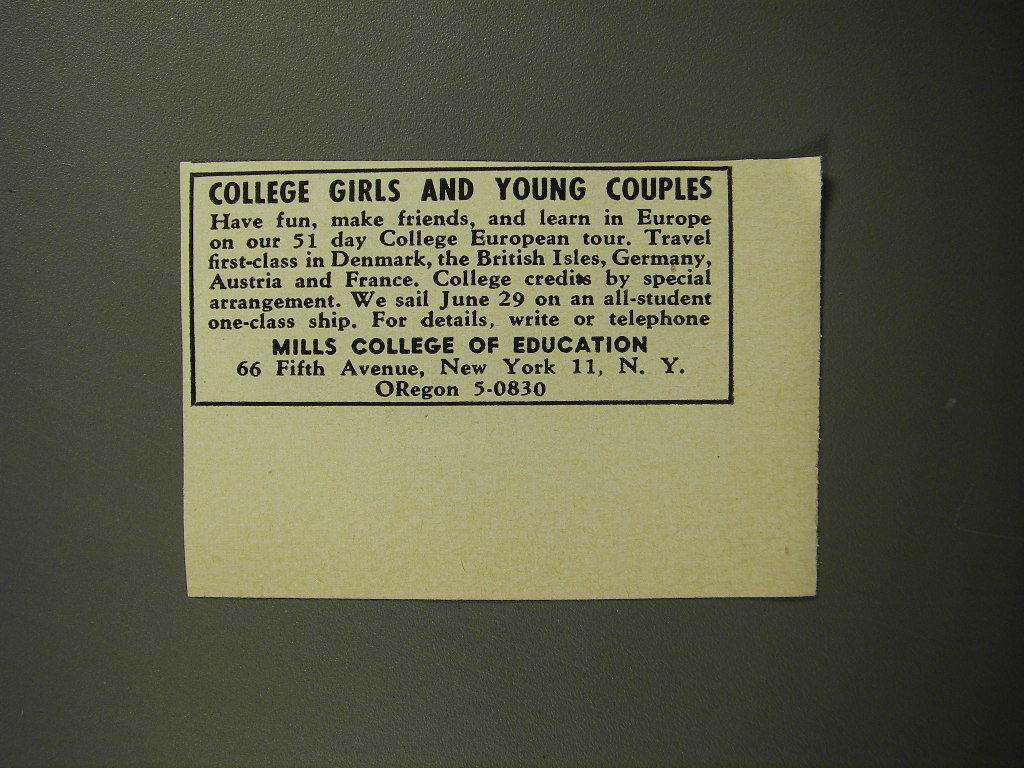 COLLEGE GIRLS AND YOUNG COUPLES
Have fun, make friends, and learn in Europe
on our 51 day College European tour. Travel
first-class in Denmark, the British Isles, Germany,
Austria and France. College credits by special
arrangement. We sail June 29 on an all-student
one-class ship. For details, write or telephone
MILLS COLLEGE OF EDUCATION
66 Fifth Avenue, New York 11, N. Y.
ORegon 5-0830